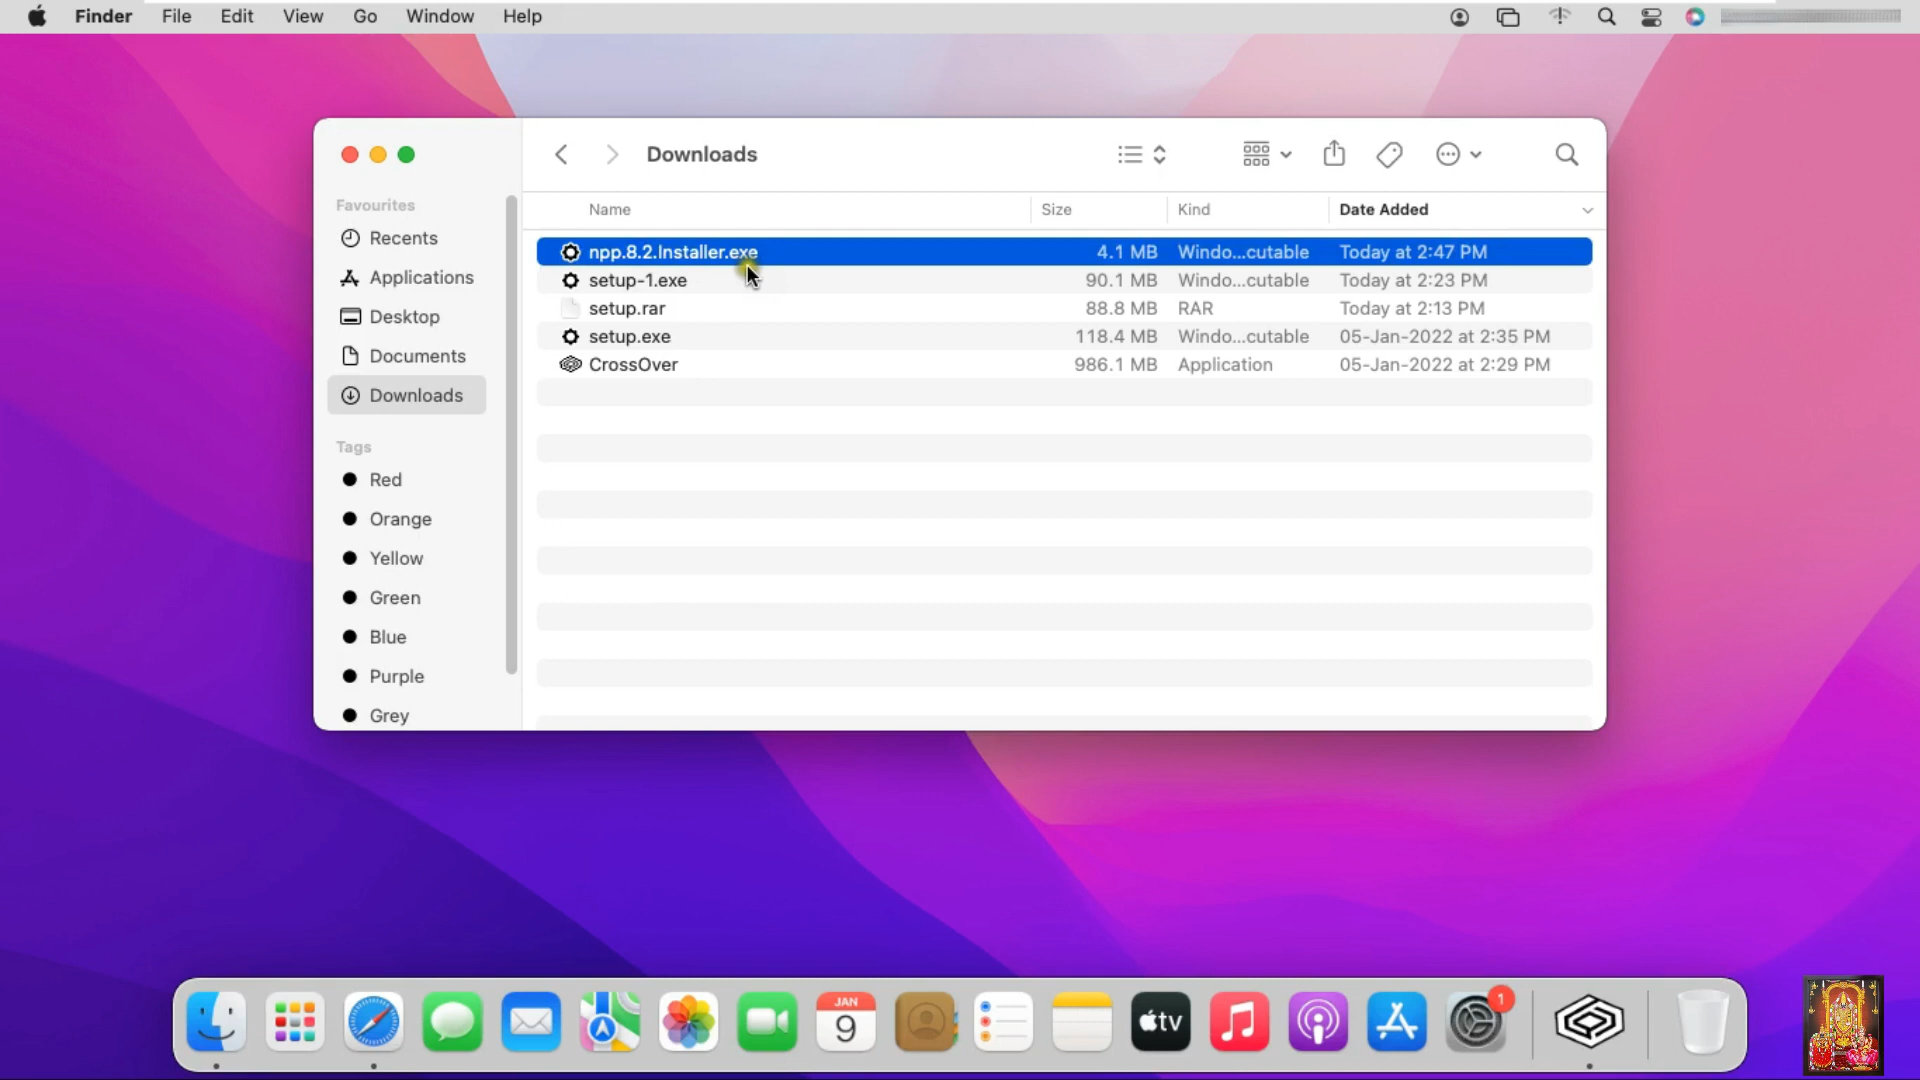 Finder File Edit View Go Window Help
Downloads
Favourites
Recents
Applications
Desktop
Documents
Downloads
Tags
Red
Orange
Yellow
Green
Blue
Purple
Grey
Name Size Kind Date Added
npp.8.2.Installer.exe 4.1 MB Windo...cutable Today at 2:47 PM
setup-1.exe 90.1 MB Windo...cutable Today at 2:23 PM
setup.rar 88.8 MB RAR Today at 2:13 PM
setup.exe 118.4 MB Windo...cutable 05-Jan-2022 at 2:35 PM
CrossOver 986.1 MB Application 05-Jan-2022 at 2:29 PM
JAN
9
tv
1